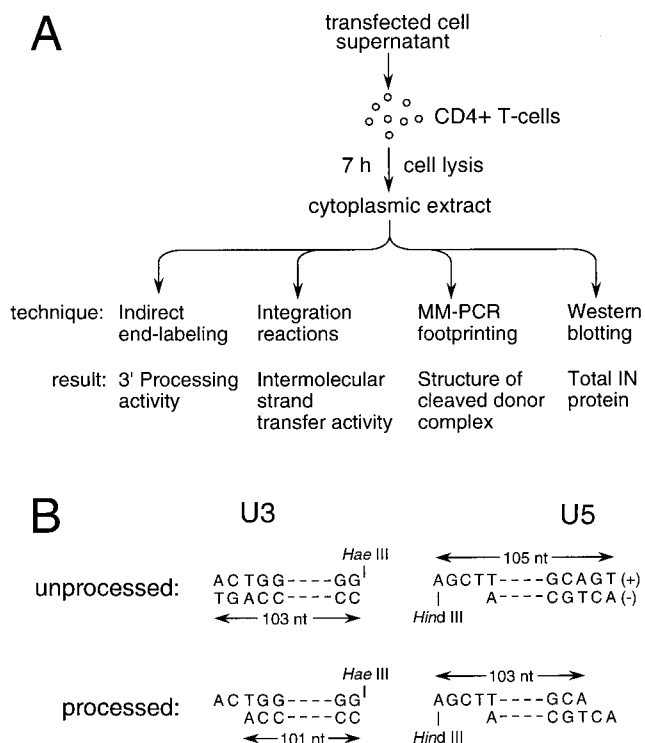 A
transfected cell
supernatant
CD4+ T-cells
7 h cell lysis
cytoplasmic extract
technique: Indirect end-labeling Integration reactions MM-PCR footprinting Western blotting
result: 3' Processing activity Intermolecular strand transfer activity Structure of cleaved donor complex Total IN protein
B
U3 U5
Hae III 105 nt
unprocessed: ACTGG----GG AGCTT----GCAGT(+)
TGACC----CC A----CGTCA(-)
103 nt Hind III
Hae III 103 nt
processed: ACTGG----GG AGCTT----GCA
ACC----CC A----CGTCA
101 nt Hind III